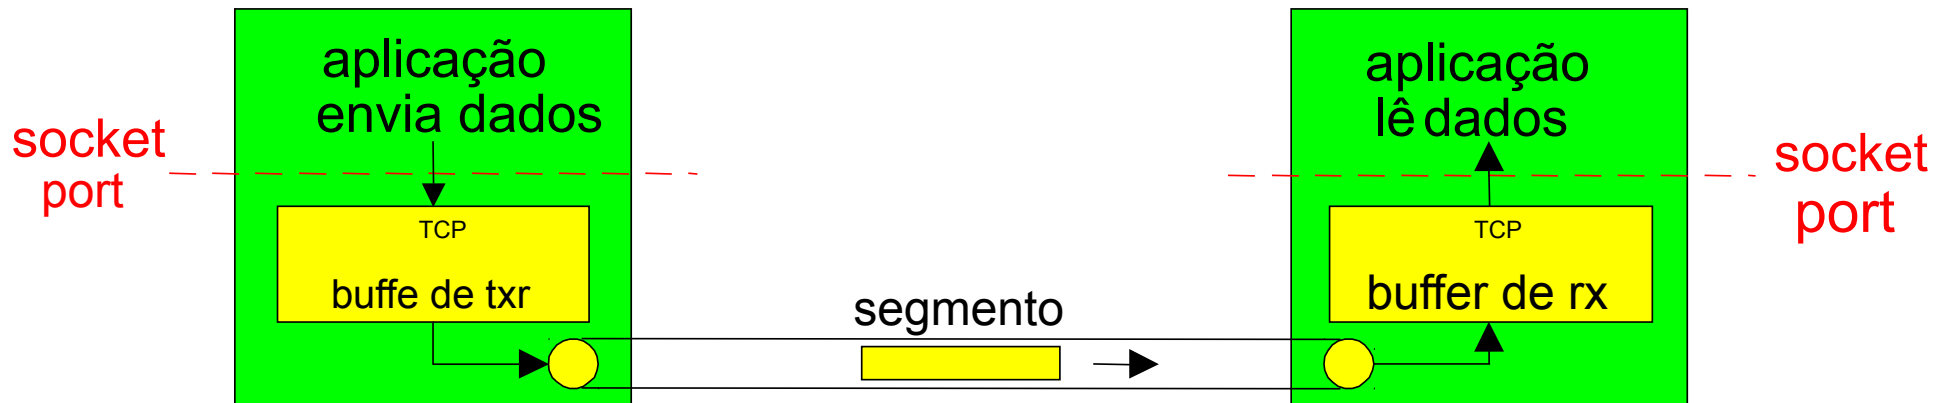 aplicação
envia dados
socket
port
TCP
buffe de txr
segmento
aplicação
lê dados
socket
port
TCP
buffer de rx